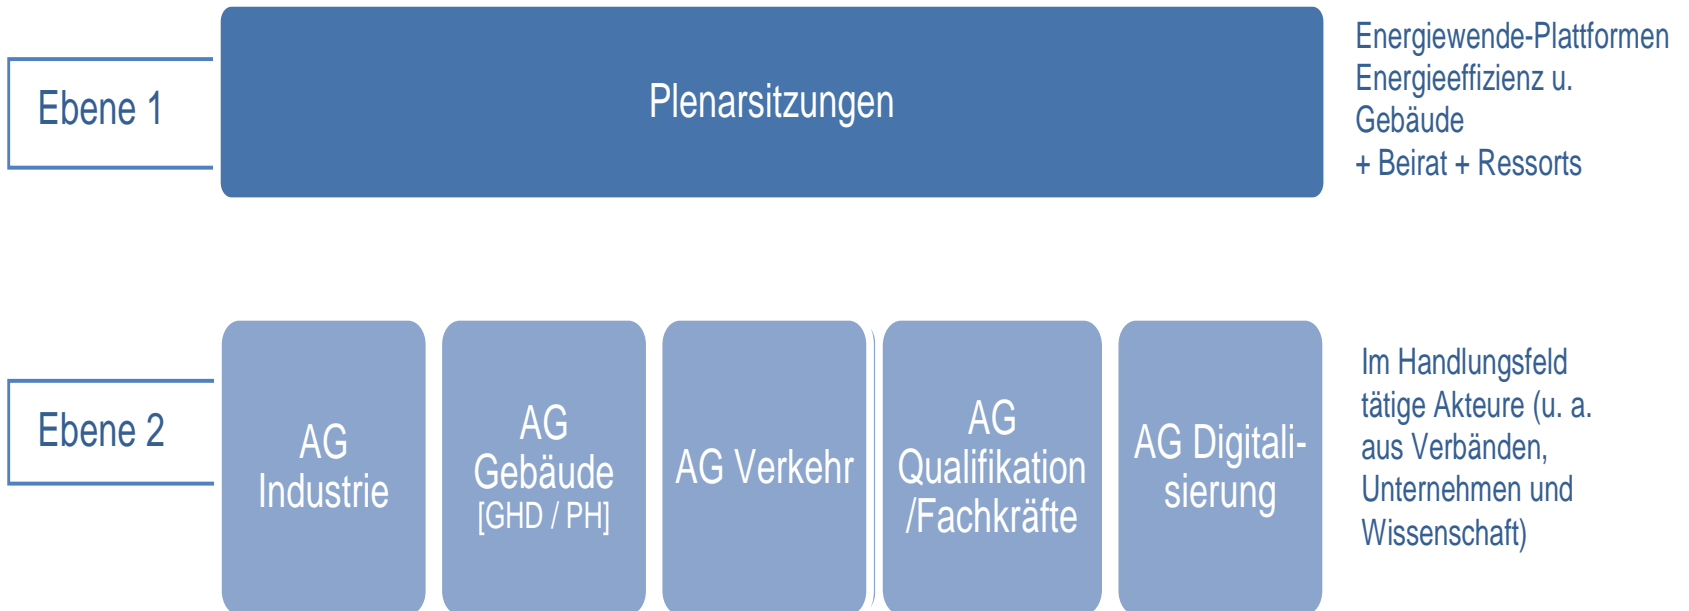 Ebene 1
Plenarsitzungen
Energiewende-Plattformen
Energieeffizienz u.
Gebäude
+ Beirat + Ressorts
Ebene 2
AG
Industrie
AG
Gebäude
[GHD / PH]
AG Verkehr
AG
Qualifikation
/Fachkräfte
AG Digitali-
sierung
Im Handlungsfeld
tätige Akteure (u. a.
aus Verbänden,
Unternehmen und
Wissenschaft)